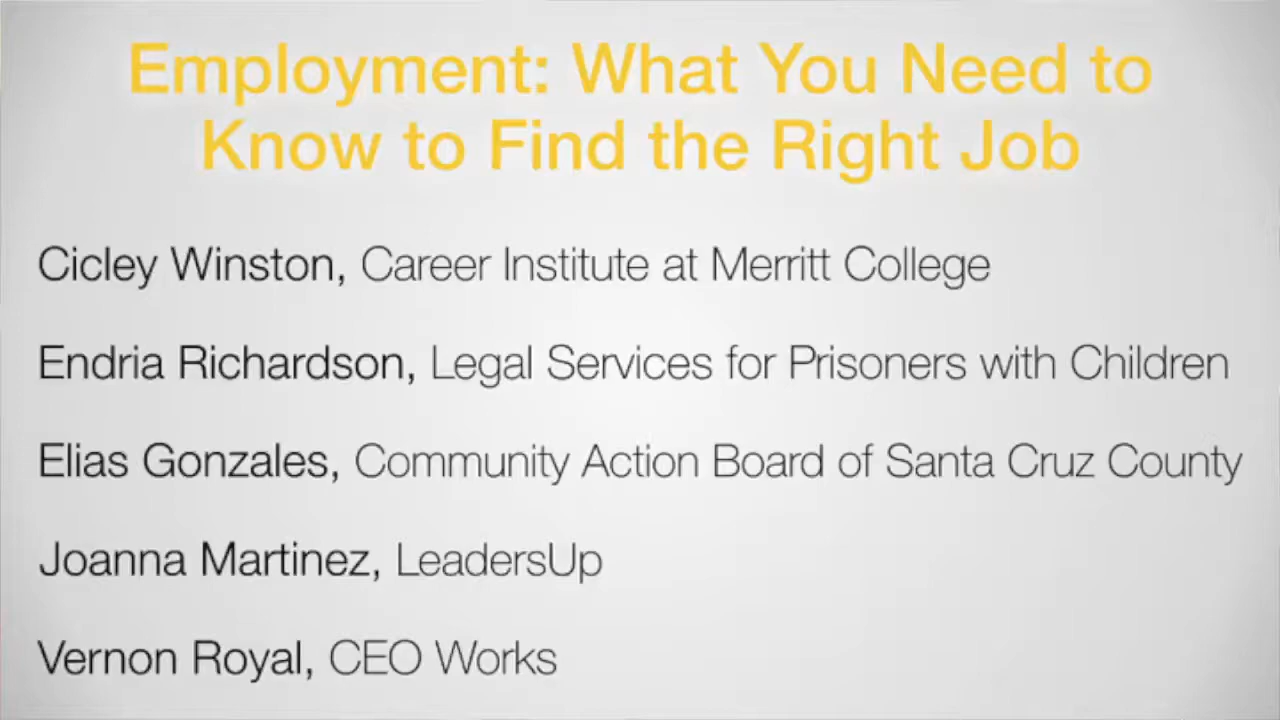 Employment: What You Need to
Know to Find the Right Job
Cicley Winston, Career Institute at Merritt College
Endria Richardson, Legal Services for Prisoners with Children
Elias Gonzales, Community Action Board of Santa Cruz County
Joanna Martinez, LeadersUp
Vernon Royal, CEO Works